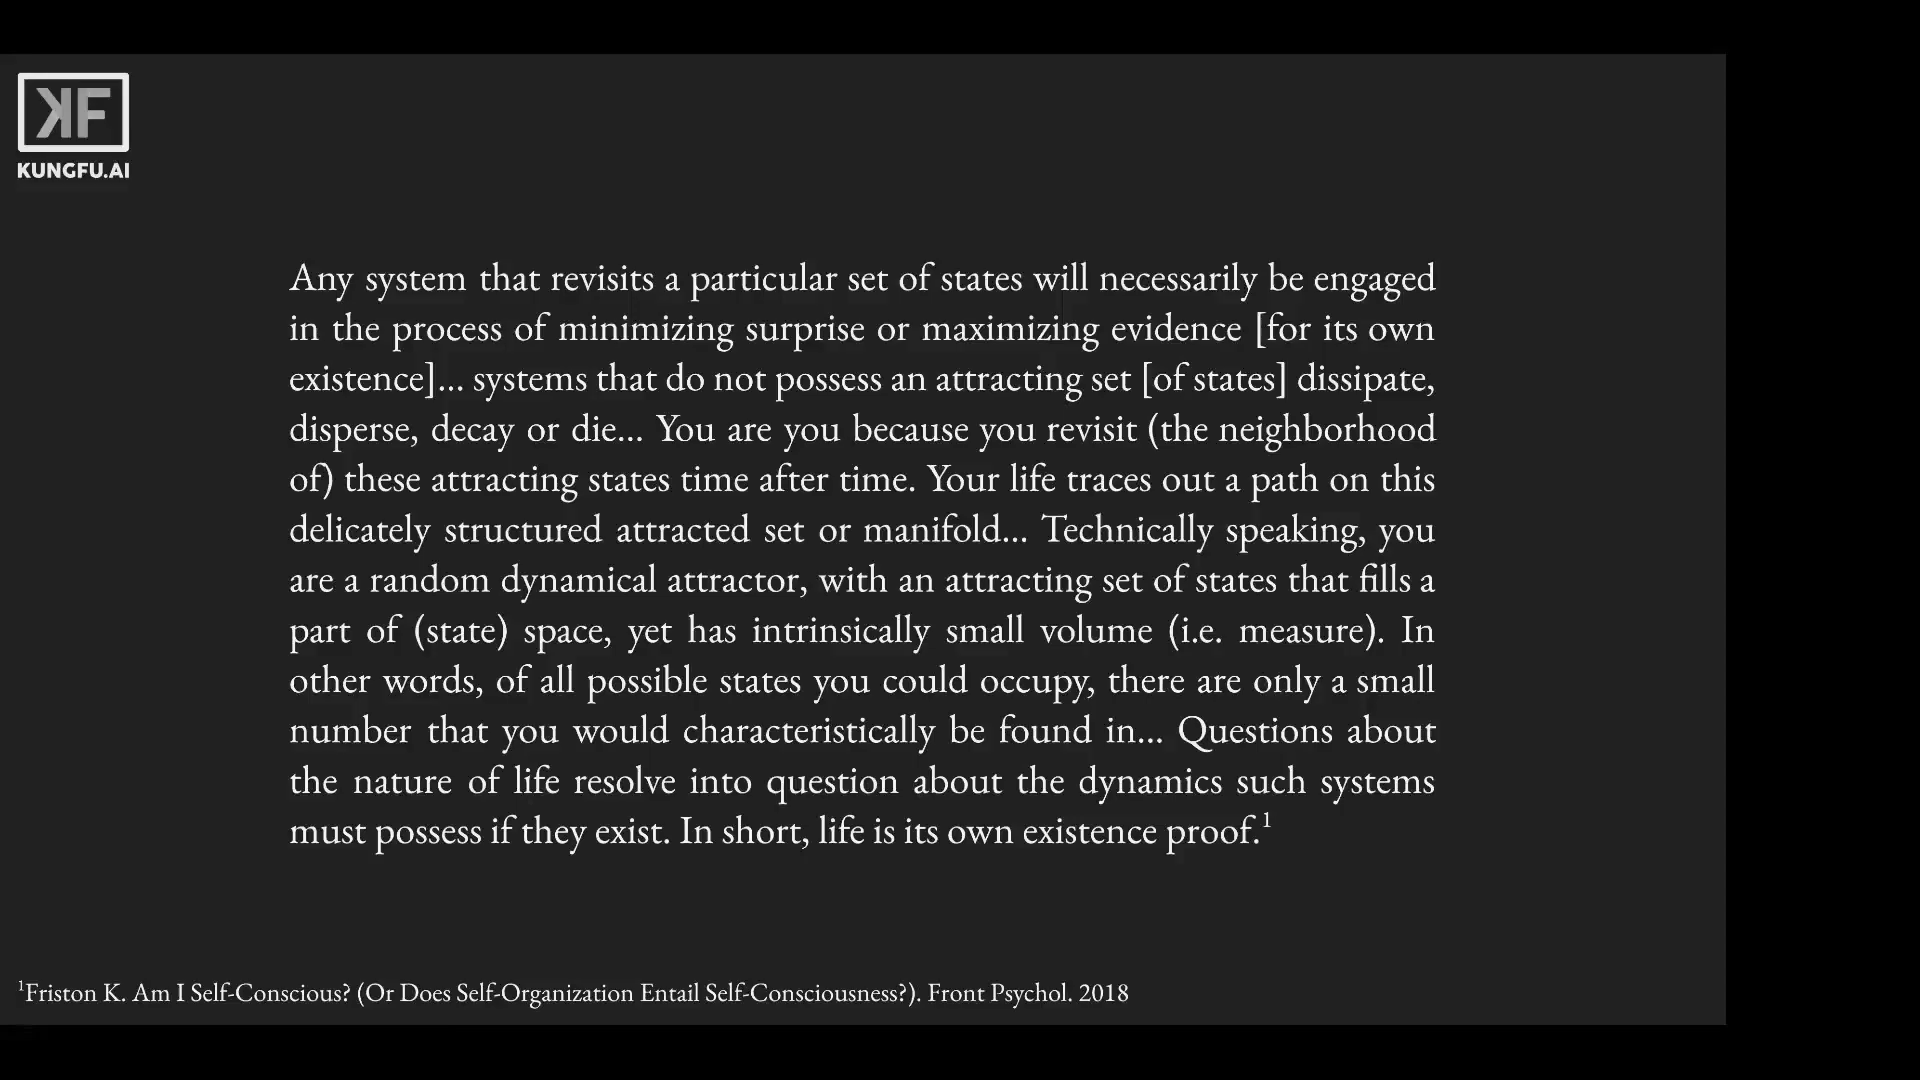 KF
KUNGFU.AI
Any system that revisits a particular set of states will necessarily be engaged
in the process of minimizing surprise or maximizing evidence [for its own
existence]... systems that do not possess an attracting set [of states] dissipate,
disperse, decay or die... You are you because you revisit (the neighborhood
of) these attracting states time after time. Your life traces out a path on this
delicately structured attracted set or manifold... Technically speaking, you
are a random dynamical attractor, with an attracting set of states that fills a
part of (state) space, yet has intrinsically small volume (i.e. measure). In
other words, of all possible states you could occupy, there are only a small
number that you would characteristically be found in... Questions about
the nature of life resolve into question about the dynamics such systems
must possess if they exist. In short, life is its own existence proof.¹
¹Friston K. Am I Self-Conscious? (Or Does Self-Organization Entail Self-Consciousness?). Front Psychol. 2018